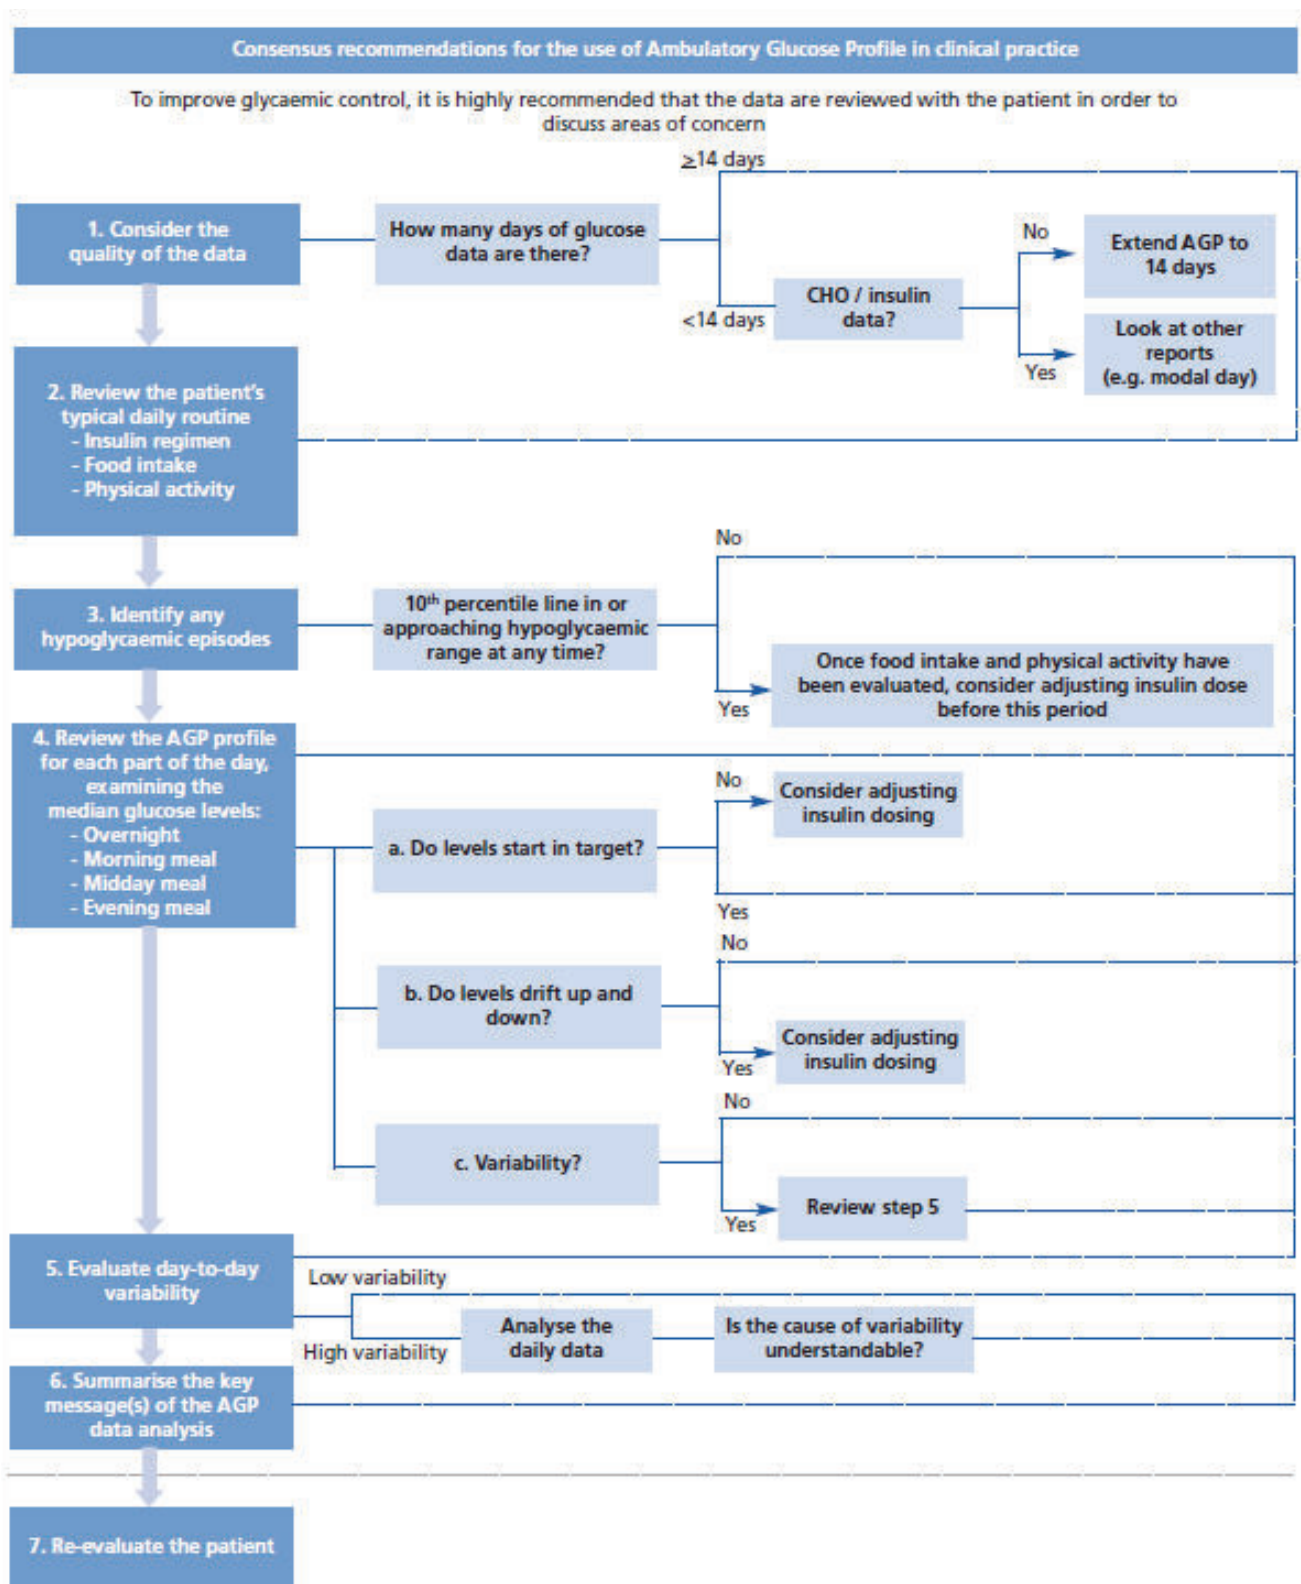 Consensus recommendations for the use of Ambulatory Glucose Profile in clinical practice
To improve glycaemic control, it is highly recommended that the data are reviewed with the patient in order to
discuss areas of concern
≥14 days
1. Consider the
quality of the data
How many days of glucose
data are there?
<14 days
CHO / insulin
data?
No
Extend AGP to
14 days
Yes
Look at other
reports
(e.g. modal day)
2. Review the patient's
typical daily routine
- Insulin regimen
- Food intake
- Physical activity
3. Identify any
hypoglycaemic episodes
10th percentile line in or
approaching hypoglycaemic
range at any time?
No
Yes
Once food intake and physical activity have
been evaluated, consider adjusting insulin dose
before this period
4. Review the AGP profile
for each part of the day,
examining the
median glucose levels:
- Overnight
- Morning meal
- Midday meal
- Evening meal
a. Do levels start in target?
No
Consider adjusting
insulin dosing
Yes
b. Do levels drift up and
down?
No
Yes
Consider adjusting
insulin dosing
c. Variability?
No
Yes
Review step 5
5. Evaluate day-to-day
variability
Low variability
High variability
Analyse the
daily data
Is the cause of variability
understandable?
6. Summarise the key
message(s) of the AGP
data analysis
7. Re-evaluate the patient